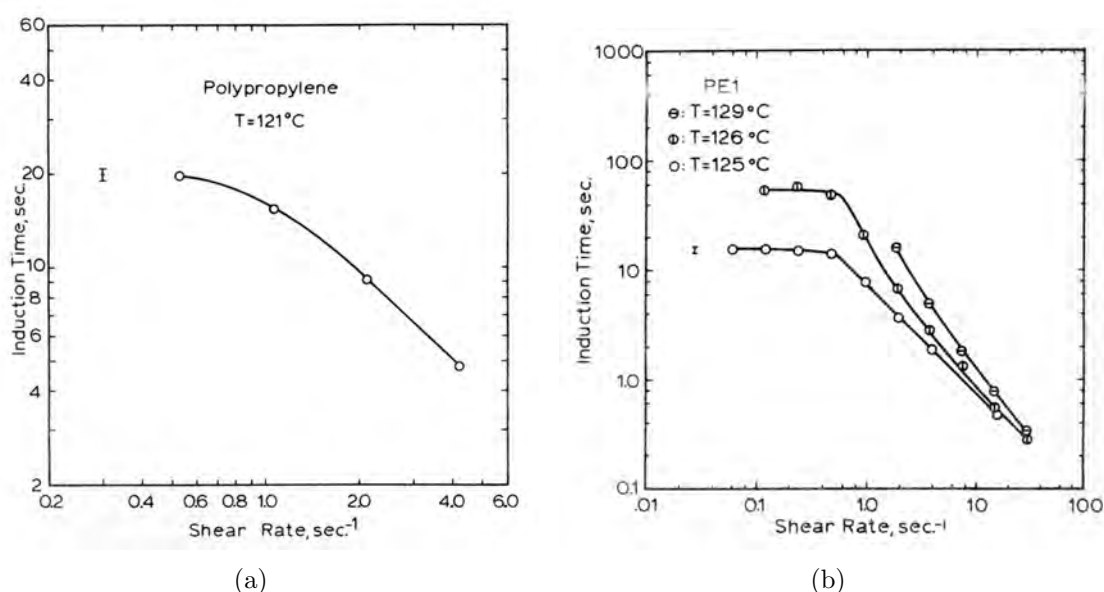 60
40
20
10
8
6
4
2
Induction Time, sec.
Polypropylene
T=121°C
0.2 0.4 0.6 0.8 1.0 2.0 4.0 6.0
Shear Rate, sec.-1
(a)
1000
100
10
1.0
0.1
Induction Time, sec.
PE1
⊖: T=129°C
⦶: T=126°C
○: T=125°C
.01 0.1 1.0 10.0 100
Shear Rate, sec.-1
(b)